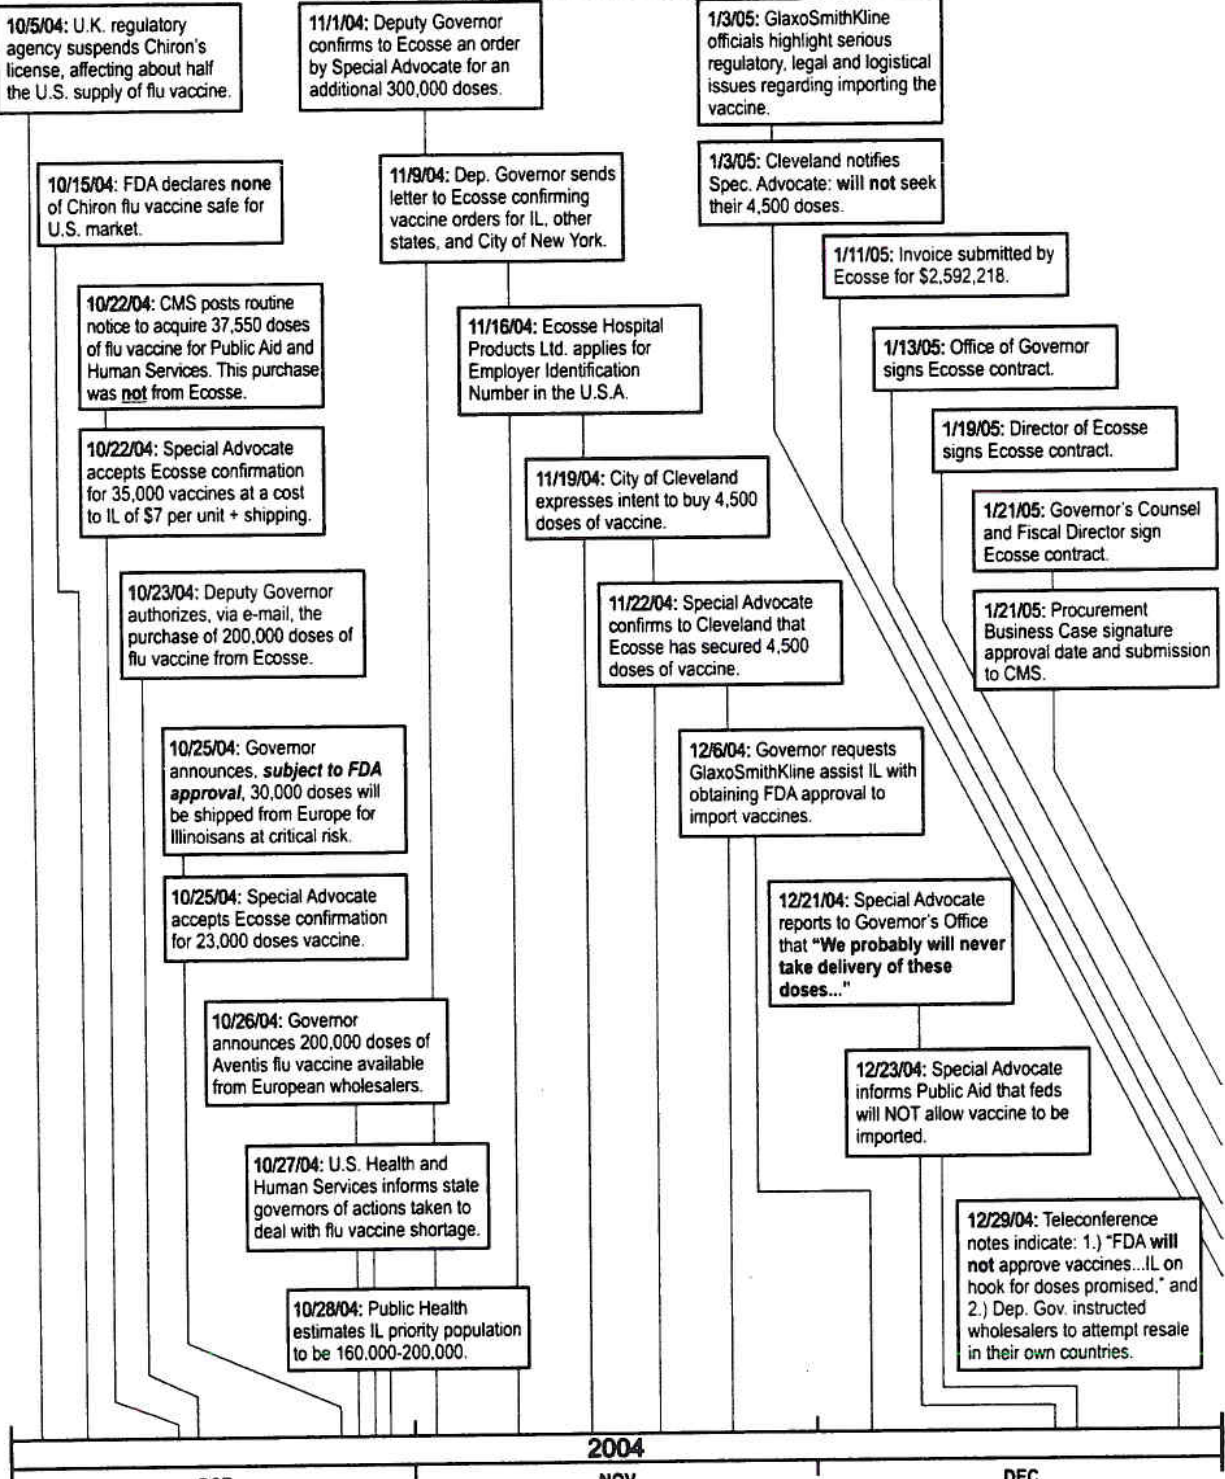 10/5/04: U.K. regulatory
agency suspends Chiron's
license, affecting about half
the U.S. supply of flu vaccine.
10/15/04: FDA declares none
of Chiron flu vaccine safe for
U.S. market.
10/22/04: CMS posts routine
notice to acquire 37,550 doses
of flu vaccine for Public Aid and
Human Services. This purchase
was not from Ecosse.
10/22/04: Special Advocate
accepts Ecosse confirmation
for 35,000 vaccines at a cost
to IL of $7 per unit + shipping.
10/23/04: Deputy Governor
authorizes, via e-mail, the
purchase of 200,000 doses of
flu vaccine from Ecosse.
10/25/04: Governor
announces, subject to FDA
approval, 30,000 doses will
be shipped from Europe for
Illinoisans at critical risk.
10/25/04: Special Advocate
accepts Ecosse confirmation
for 23,000 doses vaccine.
10/26/04: Governor
announces 200,000 doses of
Aventis flu vaccine available
from European wholesalers.
10/27/04: U.S. Health and
Human Services informs state
governors of actions taken to
deal with flu vaccine shortage.
10/28/04: Public Health
estimates IL priority population
to be 160,000-200,000.
11/1/04: Deputy Governor
confirms to Ecosse an order
by Special Advocate for an
additional 300,000 doses.
11/9/04: Dep. Governor sends
letter to Ecosse confirming
vaccine orders for IL, other
states, and City of New York.
11/16/04: Ecosse Hospital
Products Ltd. applies for
Employer Identification
Number in the U.S.A.
11/19/04: City of Cleveland
expresses intent to buy 4,500
doses of vaccine.
11/22/04: Special Advocate
confirms to Cleveland that
Ecosse has secured 4,500
doses of vaccine.
12/6/04: Governor requests
GlaxoSmithKline assist IL with
obtaining FDA approval to
import vaccines.
12/21/04: Special Advocate
reports to Governor's Office
that "We probably will never
take delivery of these
doses..."
12/23/04: Special Advocate
informs Public Aid that feds
will NOT allow vaccine to be
imported.
12/29/04: Teleconference
notes indicate: 1.) "FDA will
not approve vaccines...IL on
hook for doses promised," and
2.) Dep. Gov. instructed
wholesalers to attempt resale
in their own countries.
1/3/05: GlaxoSmithKline
officials highlight serious
regulatory, legal and logistical
issues regarding importing the
vaccine.
1/3/05: Cleveland notifies
Spec. Advocate: will not seek
their 4,500 doses.
1/11/05: Invoice submitted by
Ecosse for $2,592,218.
1/13/05: Office of Governor
signs Ecosse contract.
1/19/05: Director of Ecosse
signs Ecosse contract.
1/21/05: Governor's Counsel
and Fiscal Director sign
Ecosse contract.
1/21/05: Procurement
Business Case signature
approval date and submission
to CMS.
2004
NOV
DEC